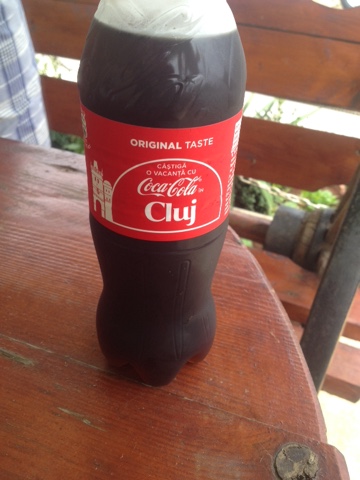 ORIGINAL TASTE
CÂȘTIGĂ
O VACANȚĂ CU
Coca-Cola
Cluj